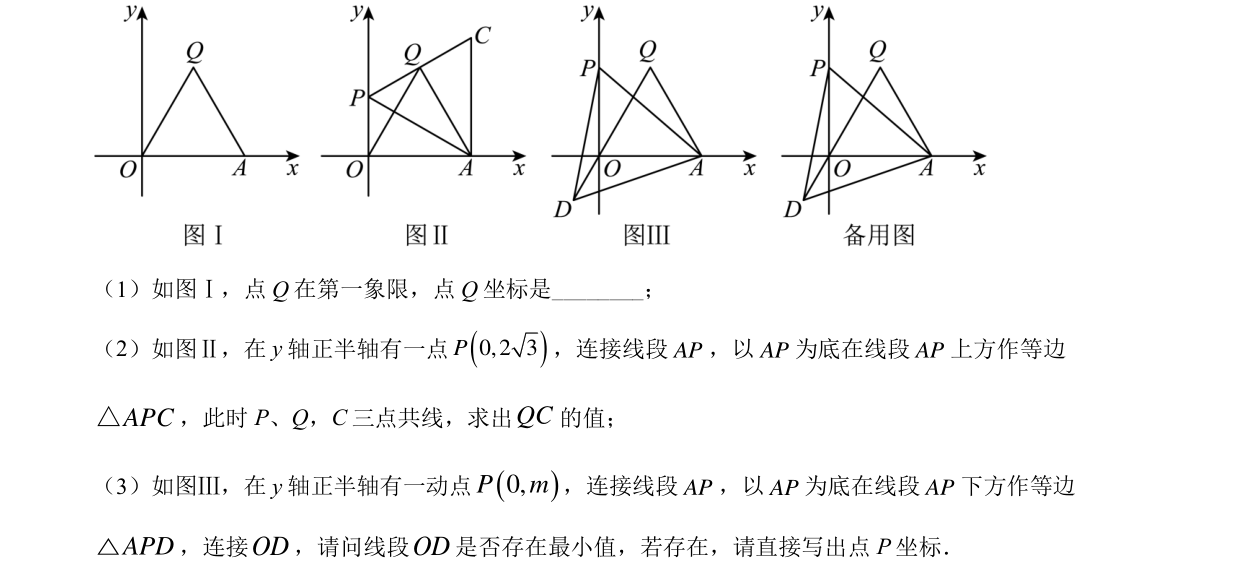 y y y y
C
Q Q Q Q
P P P
O A x O A x O A x O A x
D D
图Ⅰ 图Ⅱ 图Ⅲ 备用图
（1）如图Ⅰ，点Q在第一象限，点Q坐标是________；
（2）如图Ⅱ，在y轴正半轴有一点P(0,2√3)，连接线段AP，以AP为底在线段AP上方作等边
△APC，此时P、Q，C三点共线，求出QC的值；
（3）如图Ⅲ，在y轴正半轴有一动点P(0,m)，连接线段AP，以AP为底在线段AP下方作等边
△APD，连接OD，请问线段OD是否存在最小值，若存在，请直接写出点P坐标．